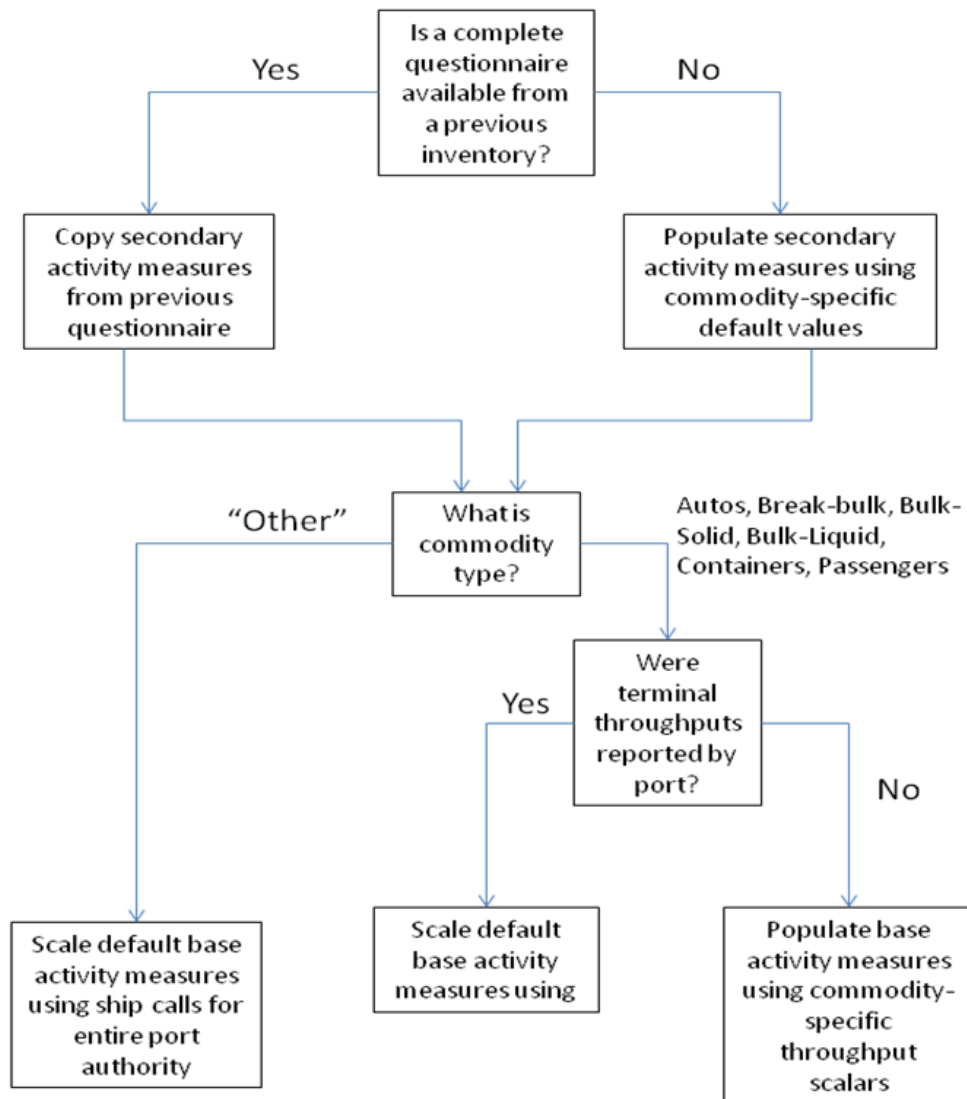 Is a complete
questionnaire
available from
a previous
inventory?
Yes
No
Copy secondary
activity measures
from previous
questionnaire
Populate secondary
activity measures using
commodity-specific
default values
What is
commodity
type?
“Other”
Autos, Break-bulk, Bulk-
Solid, Bulk-Liquid,
Containers, Passengers
Were
terminal
throughputs
reported by
port?
Yes
No
Scale default base
activity measures
using ship calls for
entire port
authority
Scale default
base activity
measures using
Populate base
activity measures
using commodity-
specific
throughput
scalars